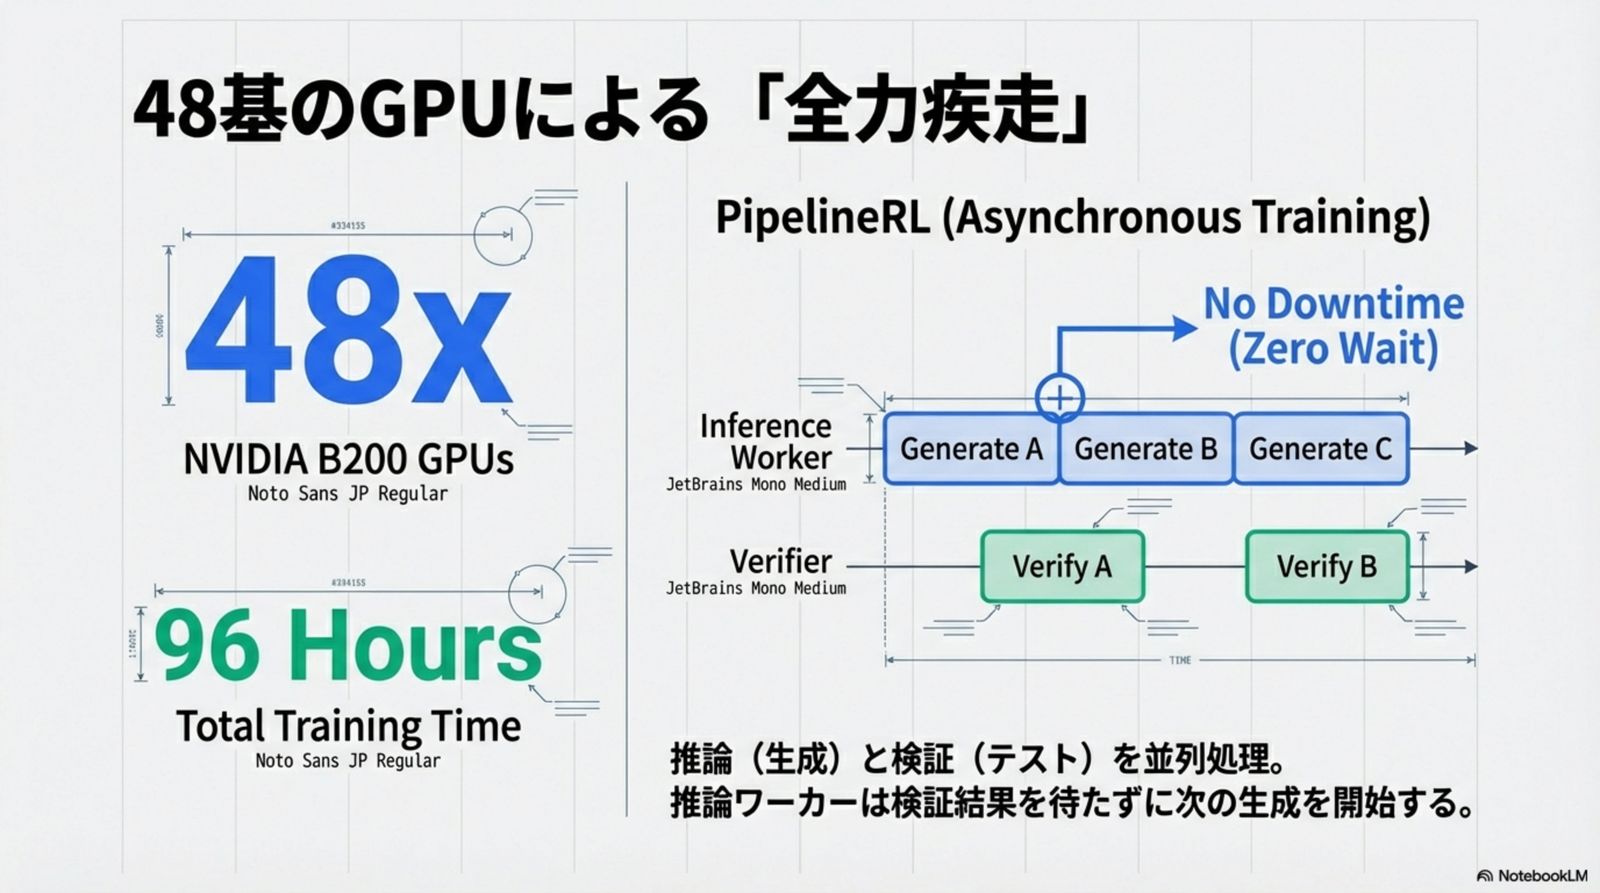 48基のGPUによる「全力疾走」
#334155
48x
NVIDIA B200 GPUs
Noto Sans JP Regular
96 Hours
Total Training Time
Noto Sans JP Regular
PipelineRL (Asynchronous Training)
No Downtime
(Zero Wait)
Inference
Worker
JetBrains Mono Medium
Generate A
Generate B
Generate C
Verifier
JetBrains Mono Medium
Verify A
Verify B
TIME
推論（生成）と検証（テスト）を並列処理。
推論ワーカーは検証結果を待たずに次の生成を開始する。
NotebookLM